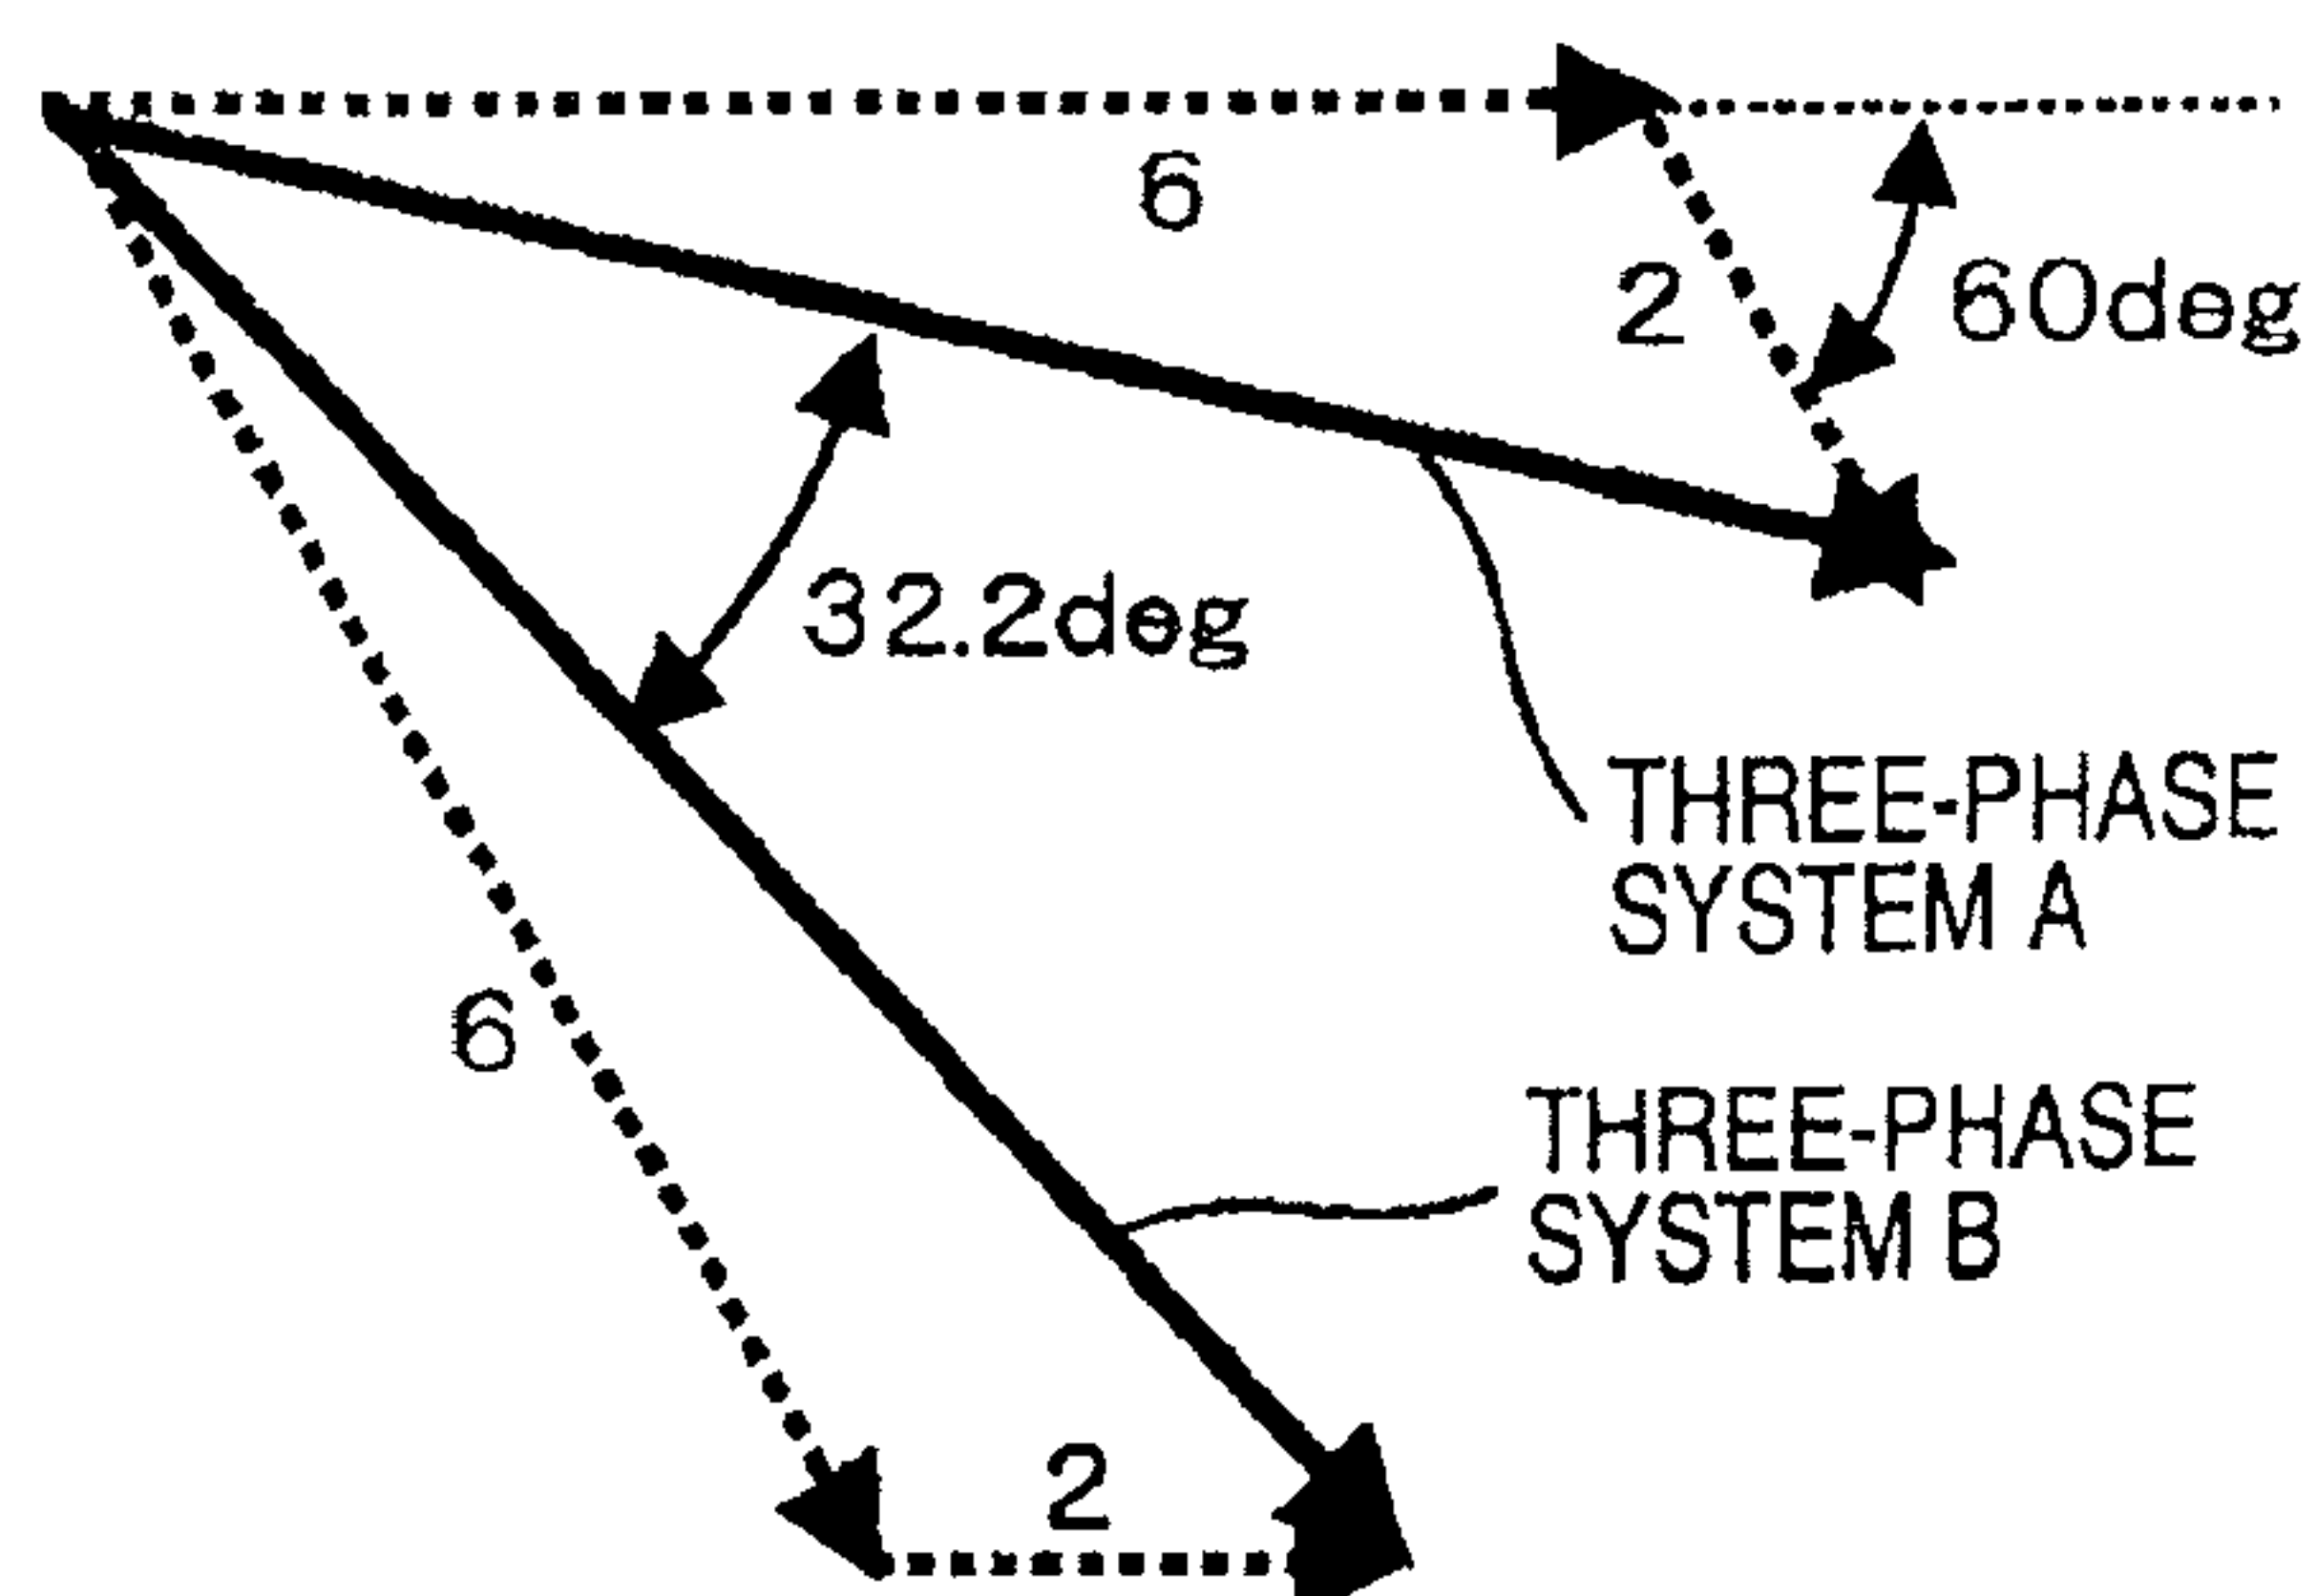 6
2
60deg
32.2deg
THREE-PHASE
SYSTEM A
6
THREE-PHASE
SYSTEM B
2